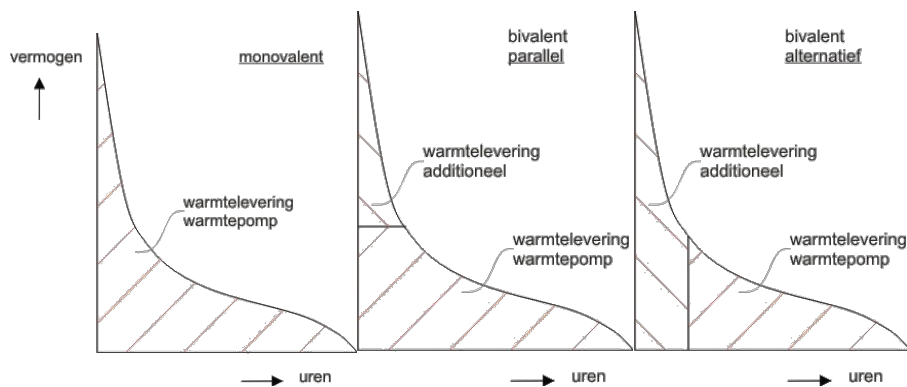 vermogen
monovalent
warmtelevering
warmtepomp
uren
bivalent
parallel
warmtelevering
additioneel
warmtelevering
warmtepomp
uren
bivalent
alternatief
warmtelevering
additioneel
warmtelevering
warmtepomp
uren